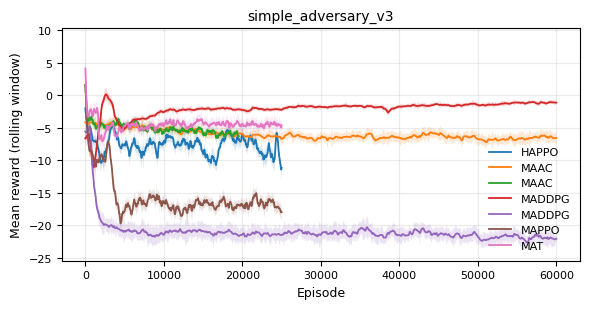 simple_adversary_v3
Mean reward (rolling window)
10
5
0
−5
−10
−15
−20
−25
0
10000
20000
30000
40000
50000
60000
Episode
HAPPO
MAAC
MAAC
MADDPG
MADDPG
MAPPO
MAT